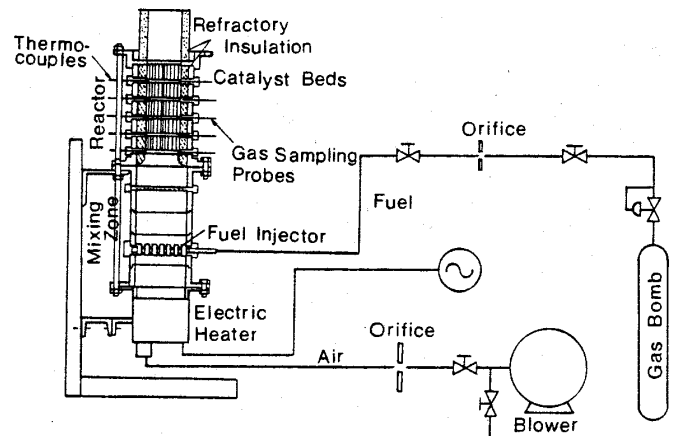 Refractory
Insulation
Thermo-
couples
Catalyst Beds
Reactor
Gas Sampling
Probes
Orifice
Fuel
Mixing
Zone
Fuel Injector
Electric
Heater
Orifice
Air
Blower
Gas Bomb